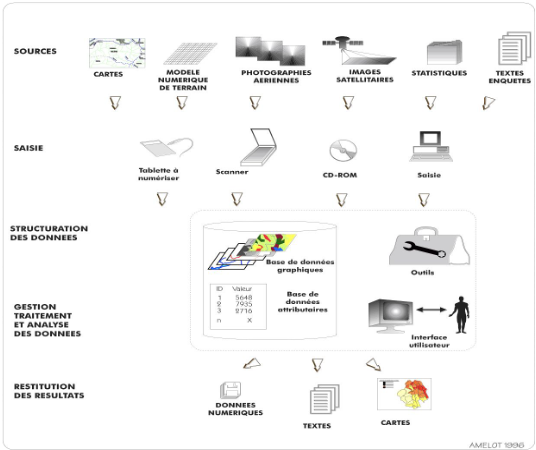 SOURCES
CARTES
MODELE
NUMERIQUE
DE TERRAIN
PHOTOGRAPHIES
AERIENNES
IMAGES
SATELLITAIRES
STATISTIQUES
TEXTES
ENQUETES
SAISIE
Tablette à
numériser
Scanner
CD-ROM
Saisie
STRUCTURATION
DES DONNEES
Base de données
graphiques
Outils
ID Valeur
1 5648
2 7935
3 2716
n X
Base de
données
attributaires
GESTION
TRAITEMENT
ET ANALYSE
DES DONNEES
Interface
utilisateur
RESTITUTION
DES RESULTATS
DONNEES
NUMERIQUES
TEXTES
CARTES
AMELOT 1996